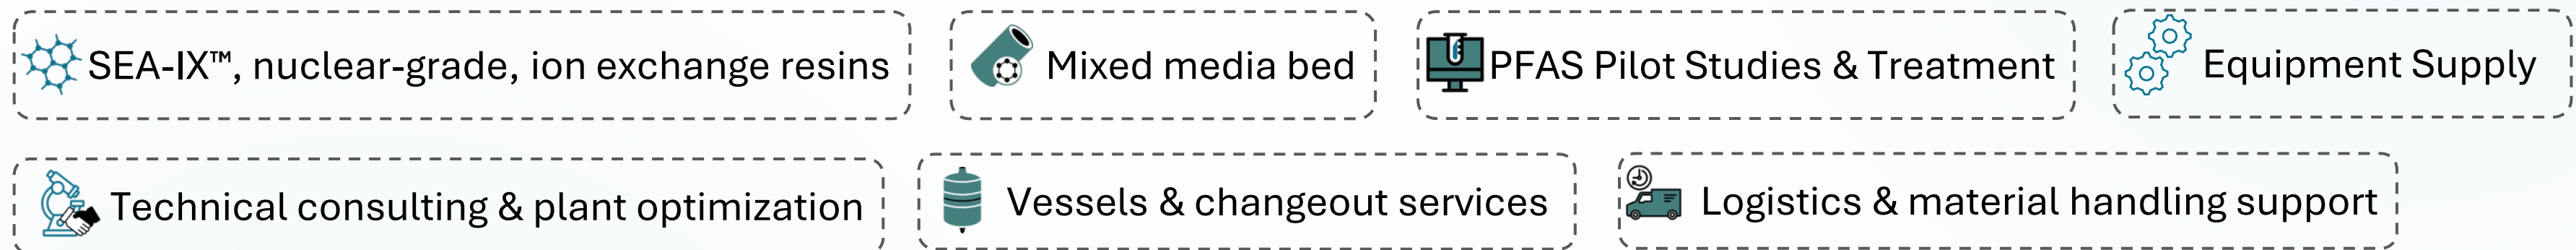 SEA-IX™, nuclear-grade, ion exchange resins
Mixed media bed
PFAS Pilot Studies & Treatment
Equipment Supply
Technical consulting & plant optimization
Vessels & changeout services
Logistics & material handling support